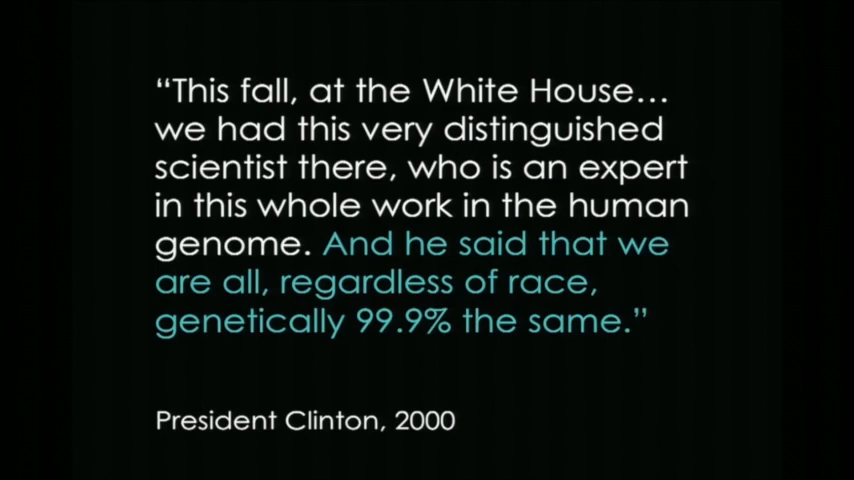 “This fall, at the White House…
we had this very distinguished
scientist there, who is an expert
in this whole work in the human
genome. And he said that we
are all, regardless of race,
genetically 99.9% the same.”
President Clinton, 2000